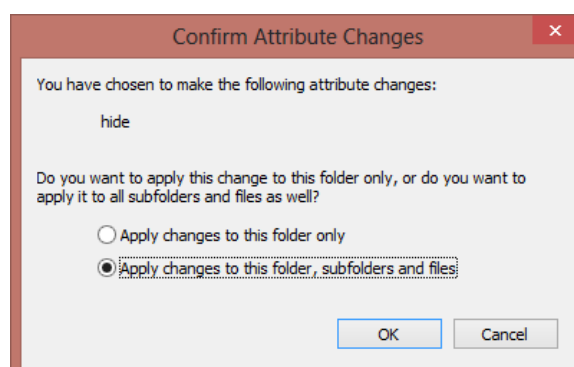 Confirm Attribute Changes
You have chosen to make the following attribute changes:
hide
Do you want to apply this change to this folder only, or do you want to
apply it to all subfolders and files as well?
Apply changes to this folder only
Apply changes to this folder, subfolders and files
OK Cancel